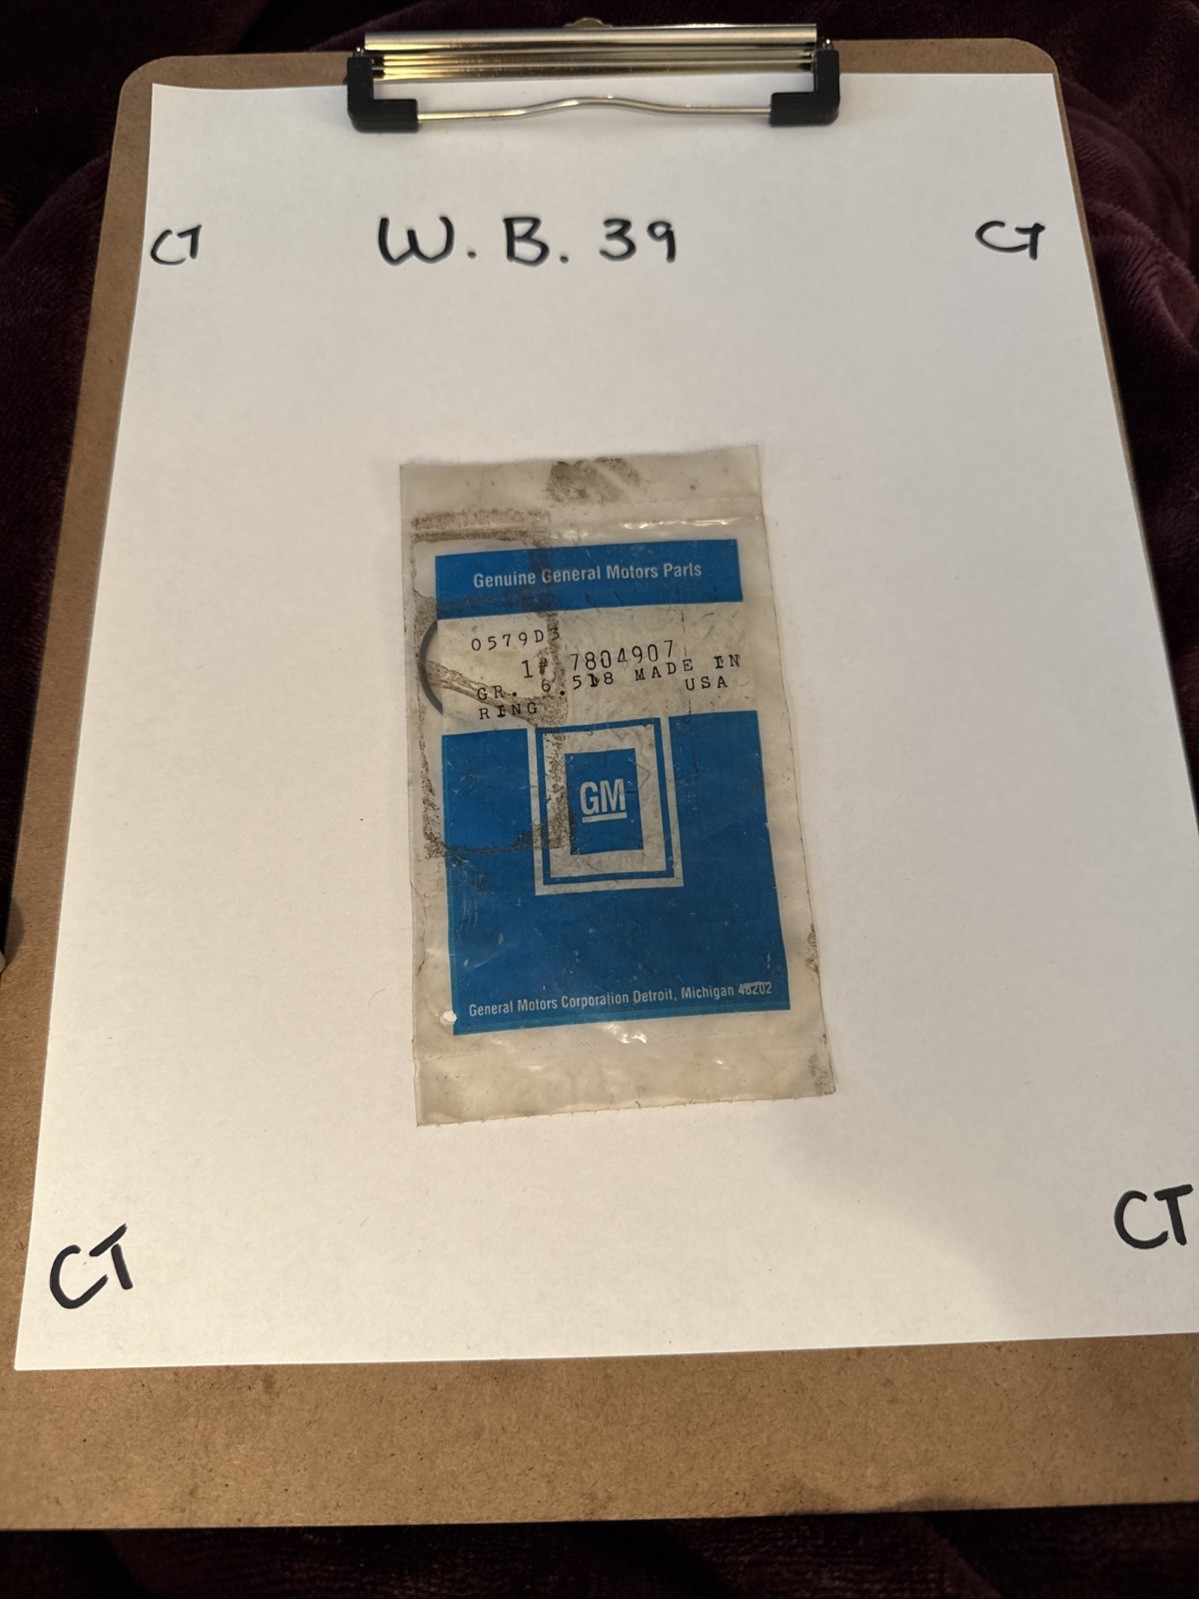 W. B. 39
CT
CT
Genuine General Motors Parts
0579D3
1# 7804907
GR. 6.518 MADE IN
RING USA
GM
General Motors Corporation Detroit, Michigan 48202
CT
CT